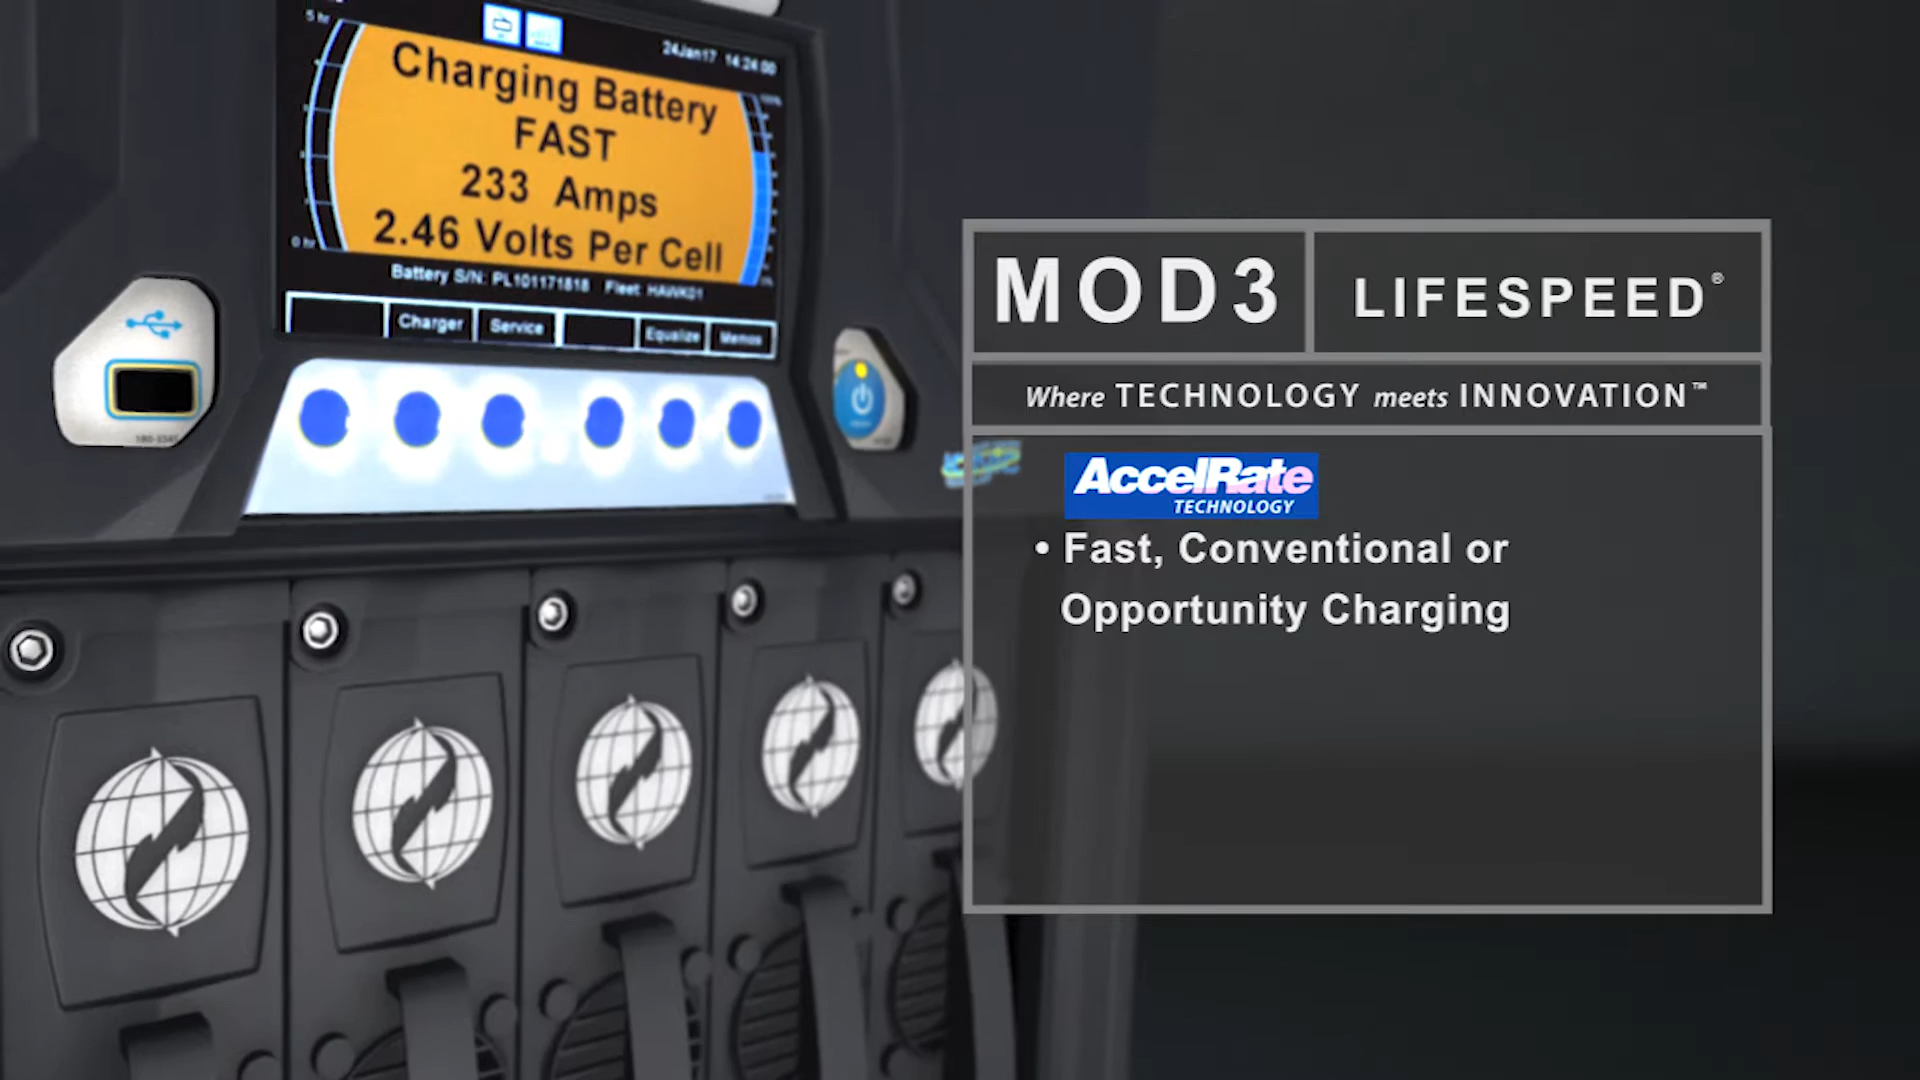 5 hr
24Jan17 14:24:00
Charging Battery
FAST
233 Amps
2.46 Volts Per Cell
0 hr
Battery S/N: PL101171818 Fleet: HAWK01
Charger Service Equalize Menus
MOD3 LIFESPEED®
Where TECHNOLOGY meets INNOVATION™
AccelRate
TECHNOLOGY
• Fast, Conventional or
Opportunity Charging